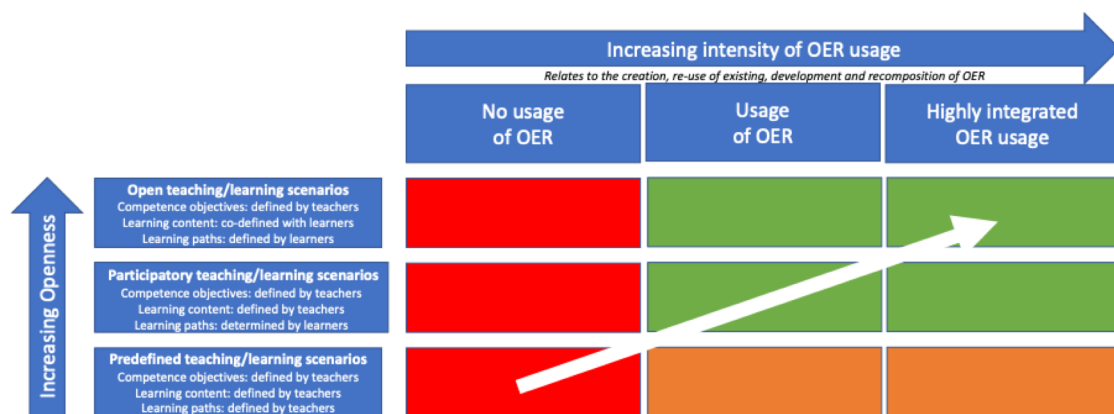 Increasing intensity of OER usage
Relates to the creation, re-use of existing, development and recomposition of OER
No usage
of OER
Usage
of OER
Highly integrated
OER usage
Increasing Openness
Open teaching/learning scenarios
Competence objectives: defined by teachers
Learning content: co-defined with learners
Learning paths: defined by learners
Participatory teaching/learning scenarios
Competence objectives: defined by teachers
Learning content: defined by teachers
Learning paths: determined by learners
Predefined teaching/learning scenarios
Competence objectives: defined by teachers
Learning content: defined by teachers
Learning paths: defined by teachers